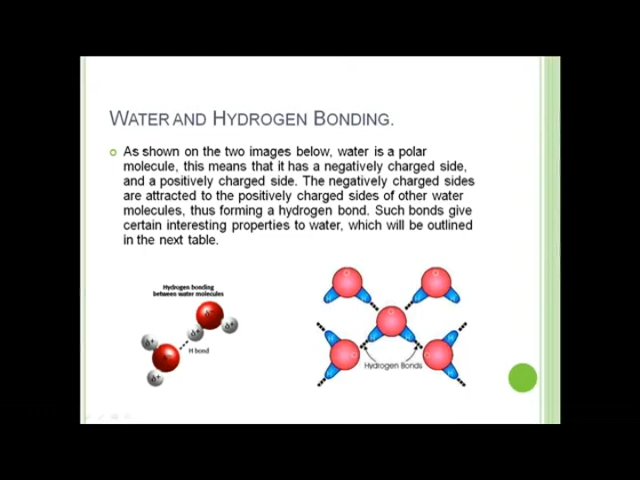 WATER AND HYDROGEN BONDING.
As shown on the two images below, water is a polar
molecule, this means that it has a negatively charged side,
and a positively charged side. The negatively charged sides
are attracted to the positively charged sides of other water
molecules, thus forming a hydrogen bond. Such bonds give
certain interesting properties to water, which will be outlined
in the next table.
Hydrogen bonding
between water molecules
H bond
Hydrogen Bonds